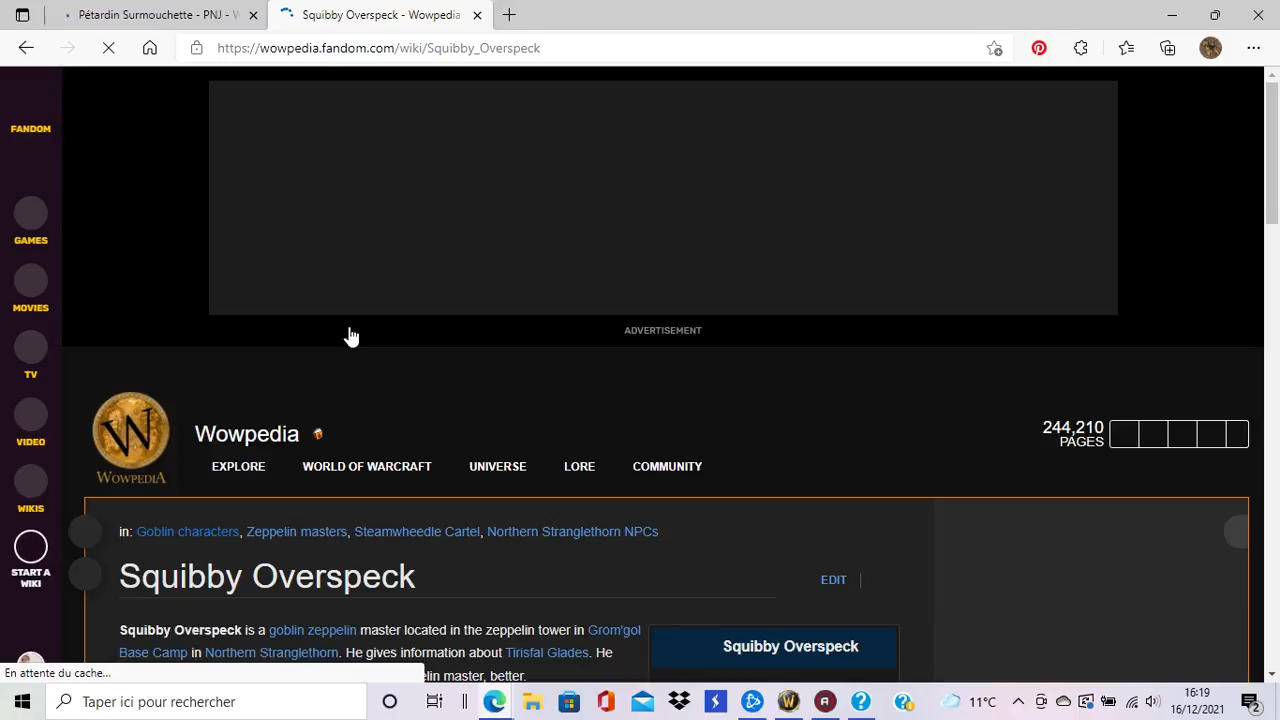 Pétardin Surmouchette - PNJ - W
Squibby Overspeck - Wowpedia -
https://wowpedia.fandom.com/wiki/Squibby_Overspeck
FANDOM
GAMES
MOVIES
TV
VIDEO
WIKIS
START A
WIKI
ADVERTISEMENT
W
WOWPEDIA
Wowpedia
244,210
PAGES
EXPLORE WORLD OF WARCRAFT UNIVERSE LORE COMMUNITY
in: Goblin characters, Zeppelin masters, Steamwheedle Cartel, Northern Stranglethorn NPCs
Squibby Overspeck
EDIT
Squibby Overspeck is a goblin zeppelin master located in the zeppelin tower in Grom'gol
Base Camp in Northern Stranglethorn. He gives information about Tirisfal Glades. He
elin master, better.
Squibby Overspeck
En attente du cache...
Taper ici pour rechercher
11°C
16:19
16/12/2021
2